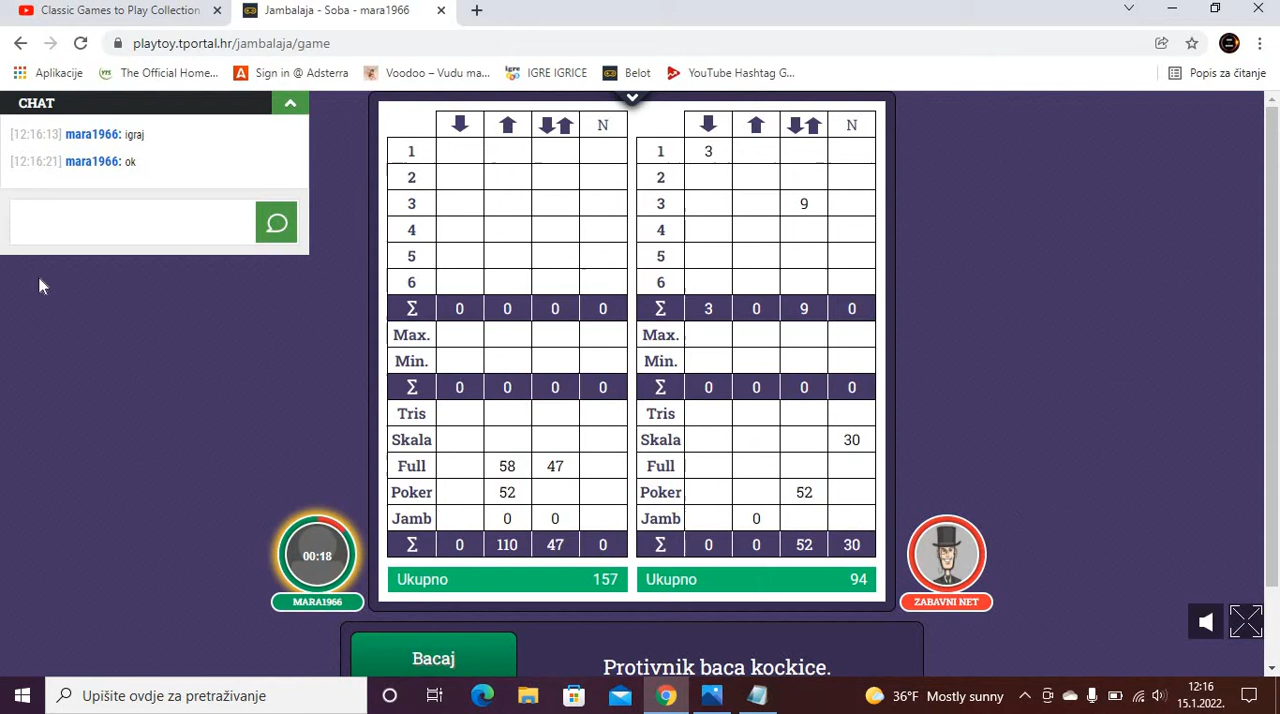 Classic Games to Play Collection
Jambalaja - Soba - mara1966
playtoy.tportal.hr/jambalaja/game
Aplikacije
The Official Home...
Sign in @ Adsterra
Voodoo – Vudu ma...
IGRE IGRICE
Belot
YouTube Hashtag G...
Popis za čitanje
CHAT
[12:16:13] mara1966: igraj
[12:16:21] mara1966: ok
N N
1 1 3
2 2
3 3 9
4 4
5 5
6 6
Σ 0 0 0 0 Σ 3 0 9 0
Max. Max.
Min. Min.
Σ 0 0 0 0 Σ 0 0 0 0
Tris Tris
Skala Skala 30
Full 58 47 Full
Poker 52 Poker 52
Jamb 0 0 Jamb 0
Σ 0 110 47 0 Σ 0 0 52 30
Ukupno 157 Ukupno 94
00:18
MARA1966
ZABAVNI NET
Bacaj
Protivnik baca kockice.
Upišite ovdje za pretraživanje
36°F Mostly sunny
12:16
15.1.2022.